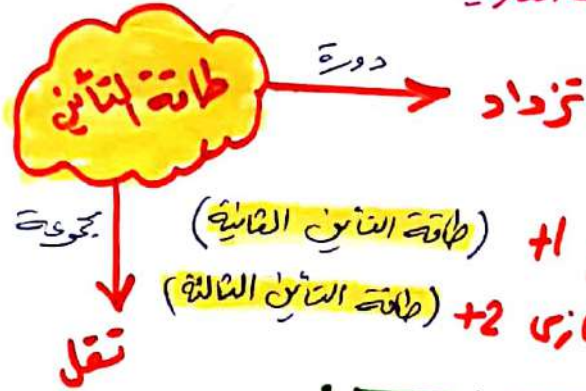 طاقة التأين
دورة
تزداد
مجموعة
+1 (طاقة التأين الثانية)
+2 (طاقة التأين الثالثة)
تقل